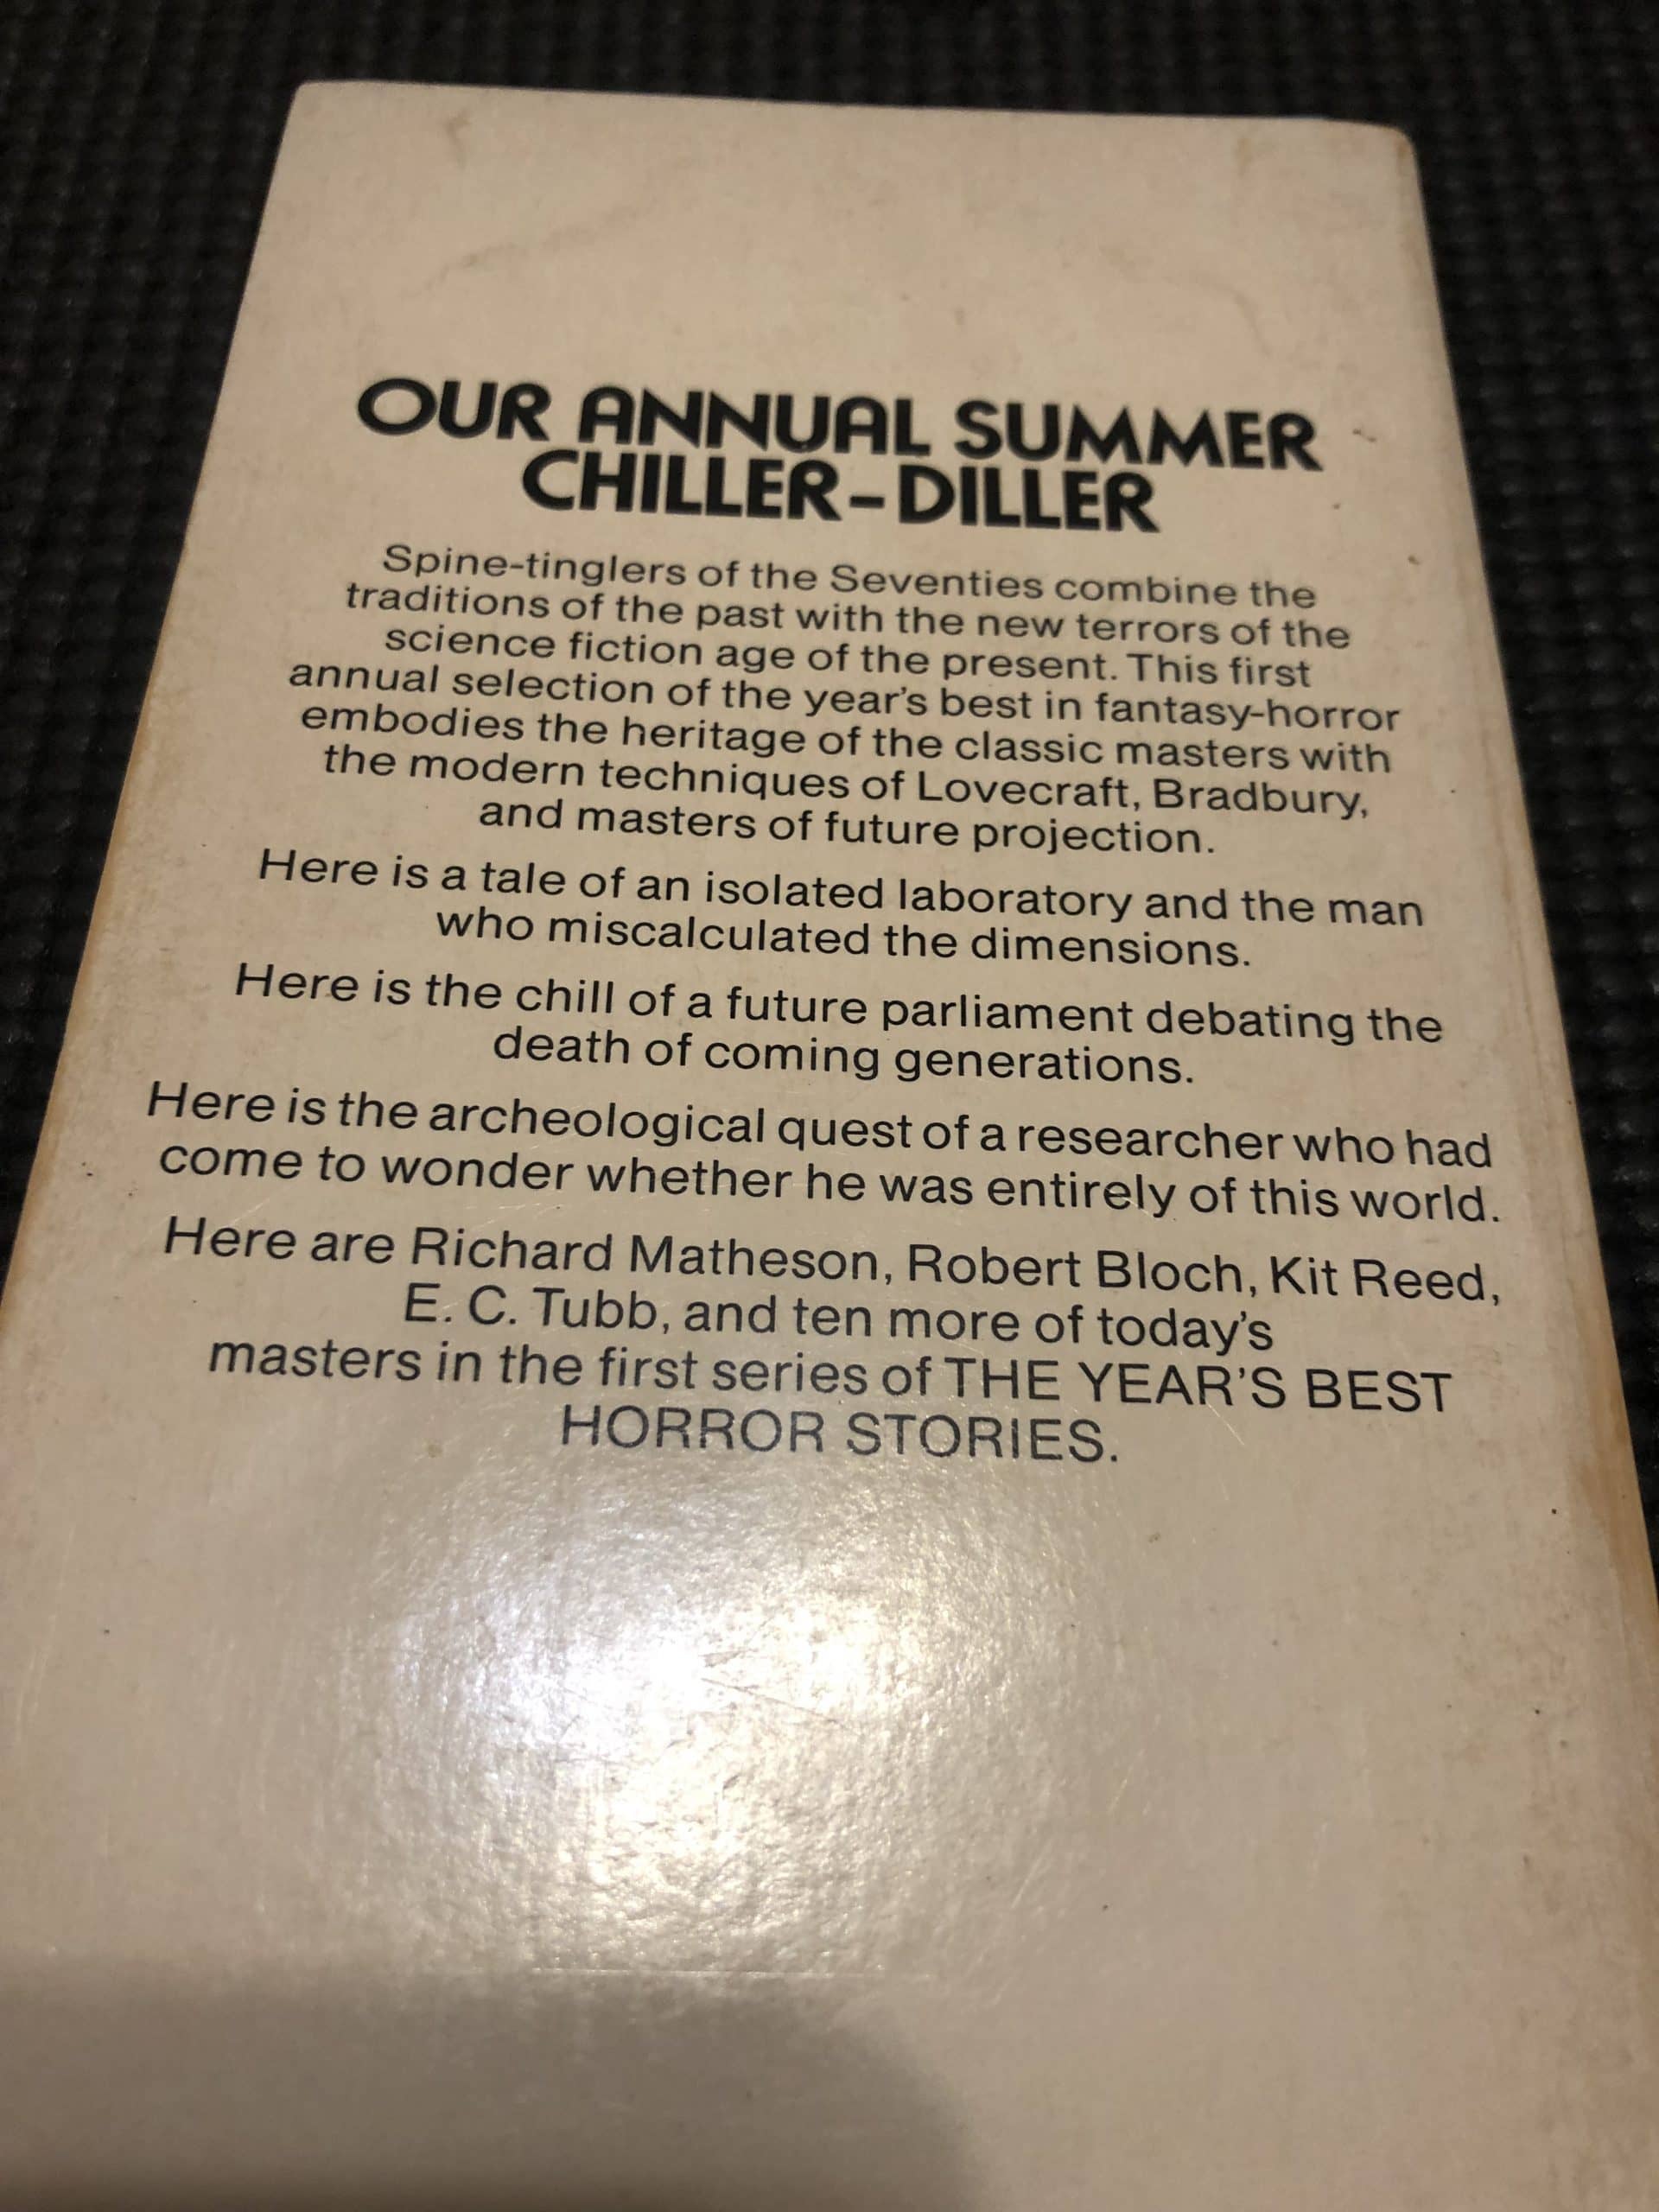 OUR ANNUAL SUMMER
CHILLER-DILLER
Spine-tinglers of the Seventies combine the
traditions of the past with the new terrors of the
science fiction age of the present. This first
annual selection of the year's best in fantasy-horror
embodies the heritage of the classic masters with
the modern techniques of Lovecraft, Bradbury,
and masters of future projection.
Here is a tale of an isolated laboratory and the man
who miscalculated the dimensions.
Here is the chill of a future parliament debating the
death of coming generations.
Here is the archeological quest of a researcher who had
come to wonder whether he was entirely of this world.
Here are Richard Matheson, Robert Bloch, Kit Reed,
E. C. Tubb, and ten more of today's
masters in the first series of THE YEAR'S BEST
HORROR STORIES.